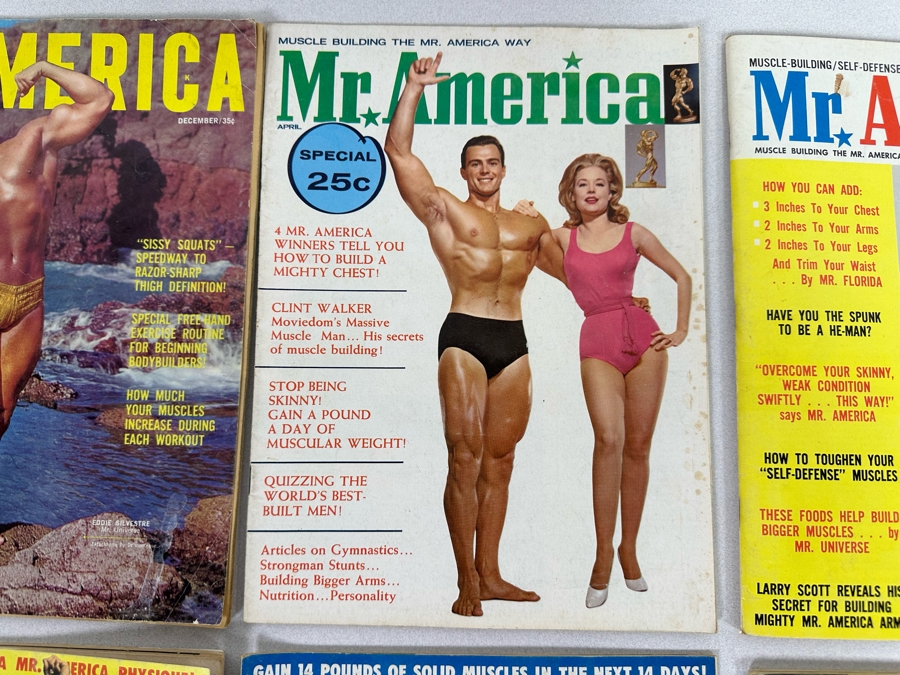 MERICA
K
DECEMBER/35¢
"SISSY SQUATS" —
SPEEDWAY TO
RAZOR-SHARP
THIGH DEFINITION!
SPECIAL FREE-HAND
EXERCISE ROUTINE
FOR BEGINNING
BODYBUILDERS!
HOW MUCH
YOUR MUSCLES
INCREASE DURING
EACH WORKOUT
EDDIE SILVESTRE
Mr. Universe
MUSCLE BUILDING THE MR. AMERICA WAY
Mr. America
APRIL
SPECIAL
25c
4 MR. AMERICA
WINNERS TELL YOU
HOW TO BUILD A
MIGHTY CHEST!
CLINT WALKER
Moviedom's Massive
Muscle Man... His secrets
of muscle building!
STOP BEING
SKINNY!
GAIN A POUND
A DAY OF
MUSCULAR WEIGHT!
QUIZZING THE
WORLD'S BEST-
BUILT MEN!
Articles on Gymnastics...
Strongman Stunts...
Building Bigger Arms...
Nutrition...Personality
MUSCLE-BUILDING/SELF-DEFENSE
Mr. A
MUSCLE BUILDING THE MR. AMERICA
HOW YOU CAN ADD:
3 Inches To Your Chest
2 Inches To Your Arms
2 Inches To Your Legs
And Trim Your Waist
. . . By MR. FLORIDA
HAVE YOU THE SPUNK
TO BE A HE-MAN?
"OVERCOME YOUR SKINNY,
WEAK CONDITION
SWIFTLY . . . THIS WAY!"
says MR. AMERICA
HOW TO TOUGHEN YOUR
"SELF-DEFENSE" MUSCLES
THESE FOODS HELP BUILD
BIGGER MUSCLES . . . by
MR. UNIVERSE
LARRY SCOTT REVEALS HIS
SECRET FOR BUILDING
MIGHTY MR. AMERICA ARM
A MR. AMERICA PHYSIQUE!
GAIN 14 POUNDS OF SOLID MUSCLES IN THE NEXT 14 DAYS!